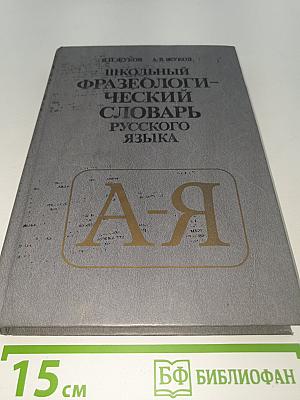 В.П. ЖУКОВ А.В. ЖУКОВ
ШКОЛЬНЫЙ
ФРАЗЕОЛОГИ-
ЧЕСКИЙ
СЛОВАРЬ
РУССКОГО
ЯЗЫКА
А-Я
15 см
БФ БИБЛИОФАН